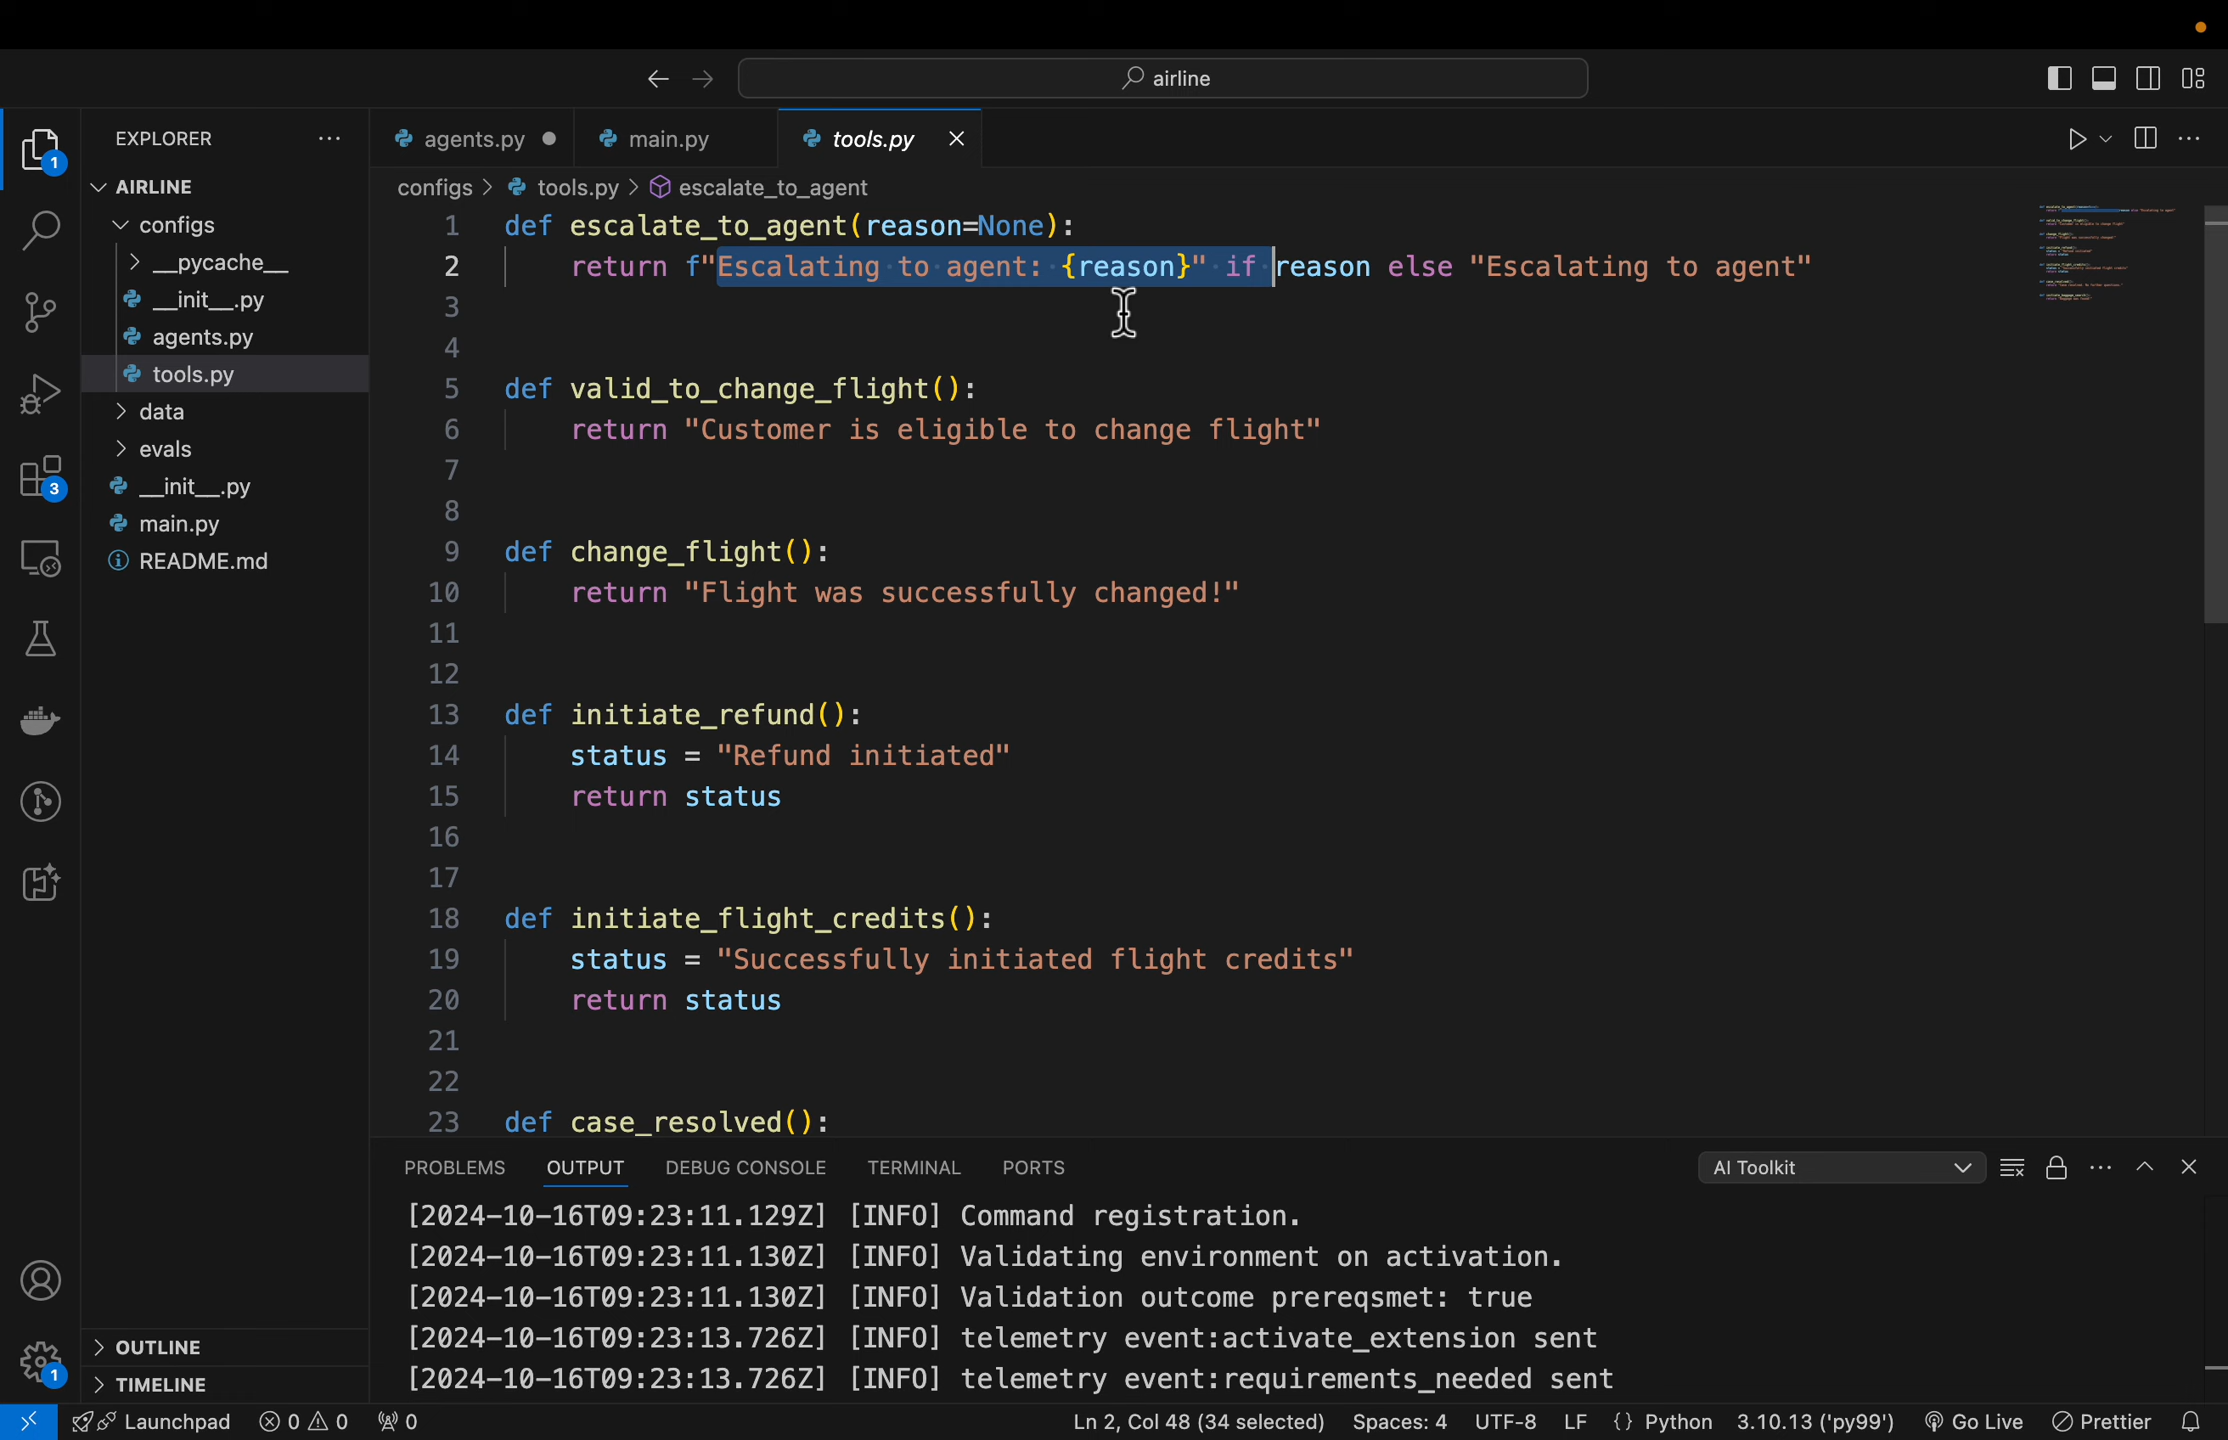 airline
EXPLORER
AIRLINE
configs
__pycache__
__init__.py
agents.py
tools.py
data
evals
__init__.py
main.py
README.md
OUTLINE
TIMELINE
1
3
1
agents.py
main.py
tools.py
configs > tools.py > escalate_to_agent
1 def escalate_to_agent(reason=None):
2 return f"Escalating to agent: {reason}" if reason else "Escalating to agent"
3
4
5 def valid_to_change_flight():
6 return "Customer is eligible to change flight"
7
8
9 def change_flight():
10 return "Flight was successfully changed!"
11
12
13 def initiate_refund():
14 status = "Refund initiated"
15 return status
16
17
18 def initiate_flight_credits():
19 status = "Successfully initiated flight credits"
20 return status
21
22
23 def case_resolved():
PROBLEMS OUTPUT DEBUG CONSOLE TERMINAL PORTS AI Toolkit
[2024-10-16T09:23:11.129Z] [INFO] Command registration.
[2024-10-16T09:23:11.130Z] [INFO] Validating environment on activation.
[2024-10-16T09:23:11.130Z] [INFO] Validation outcome prereqsmet: true
[2024-10-16T09:23:13.726Z] [INFO] telemetry event:activate_extension sent
[2024-10-16T09:23:13.726Z] [INFO] telemetry event:requirements_needed sent
Launchpad 0 0 0 Ln 2, Col 48 (34 selected) Spaces: 4 UTF-8 LF {} Python 3.10.13 ('py99') Go Live Prettier